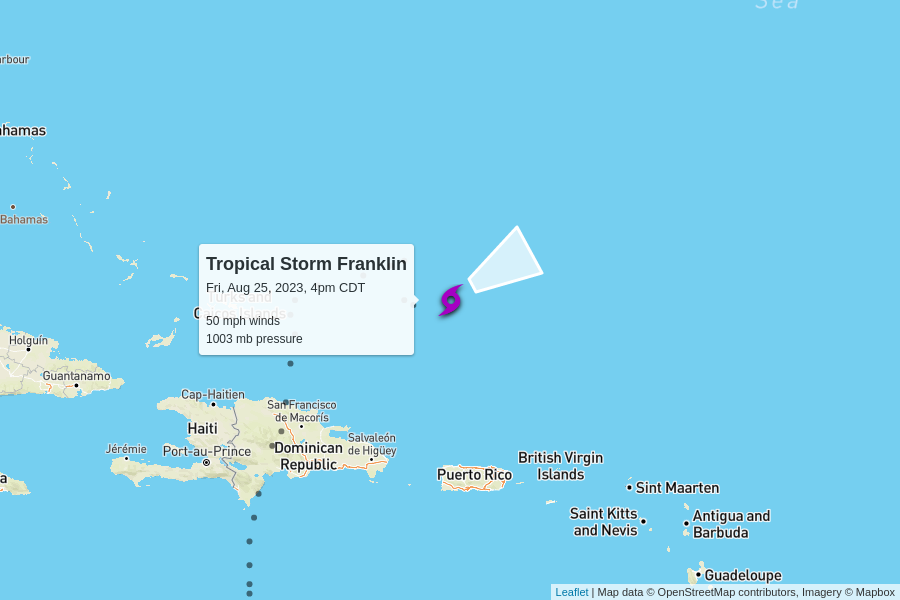 Sea
arbour
ahamas
Bahamas
Tropical Storm Franklin
Fri, Aug 25, 2023, 4pm CDT
Turks and
Caicos Islands
50 mph winds
1003 mb pressure
Holguín
Guantanamo
Cap-Haitien
San Francisco
de Macorís
Haiti
Jérémie
Port-au-Prince
Dominican
Republic
Salvaleón
de Higüey
Puerto Rico
British Virgin
Islands
a
Sint Maarten
Saint Kitts
and Nevis
Antigua and
Barbuda
Guadeloupe
Leaflet | Map data © OpenStreetMap contributors, Imagery © Mapbox